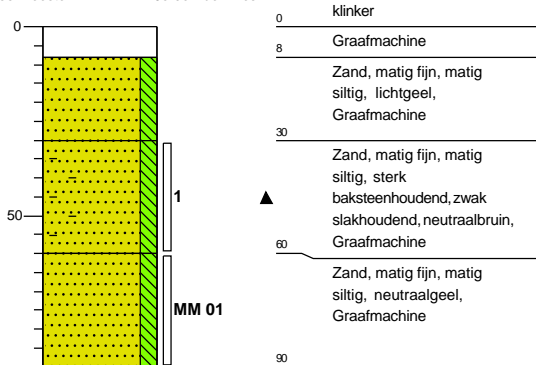 klinker
0
0
Graafmachine
8
Zand, matig fijn, matig
siltig, lichtgeel,
Graafmachine
30
Zand, matig fijn, matig
siltig, sterk
baksteenhoudend, zwak
slakhoudend, neutraalbruin,
Graafmachine
1
50
60
Zand, matig fijn, matig
siltig, neutraalgeel,
Graafmachine
MM 01
90